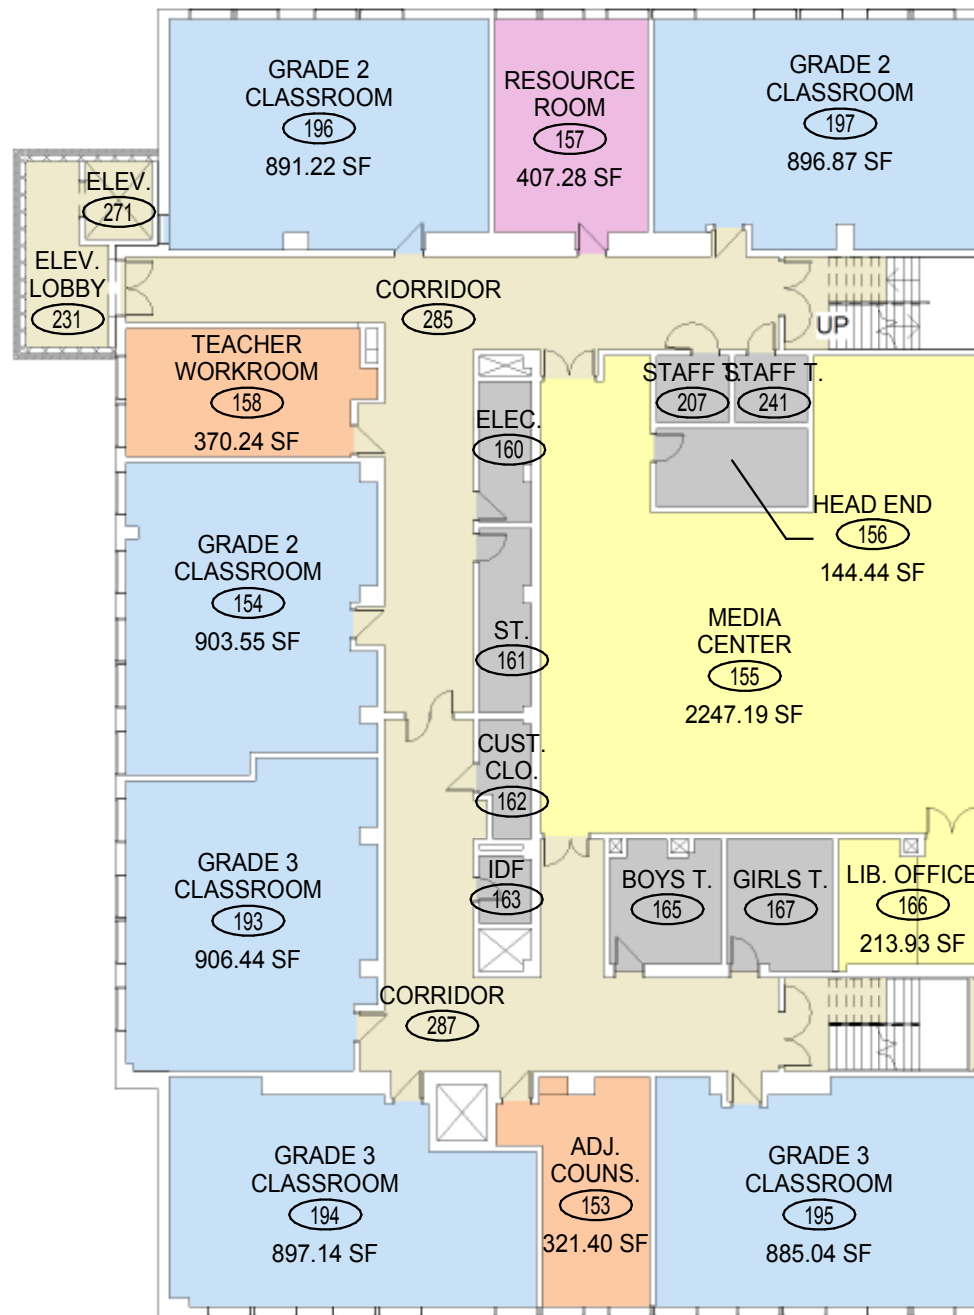 GRADE 2
CLASSROOM
196
891.22 SF
RESOURCE
ROOM
157
407.28 SF
GRADE 2
CLASSROOM
197
896.87 SF
ELEV.
271
ELEV.
LOBBY
231
CORRIDOR
285
UP
TEACHER
WORKROOM
158
370.24 SF
STAFF T.
207
STAFF T.
241
ELEC.
160
HEAD END
156
144.44 SF
GRADE 2
CLASSROOM
154
903.55 SF
ST.
161
MEDIA
CENTER
155
2247.19 SF
CUST.
CLO.
162
GRADE 3
CLASSROOM
193
906.44 SF
IDF
163
BOYS T.
165
GIRLS T.
167
LIB. OFFICE
166
213.93 SF
CORRIDOR
287
GRADE 3
CLASSROOM
194
897.14 SF
ADJ.
COUNS.
153
321.40 SF
GRADE 3
CLASSROOM
195
885.04 SF